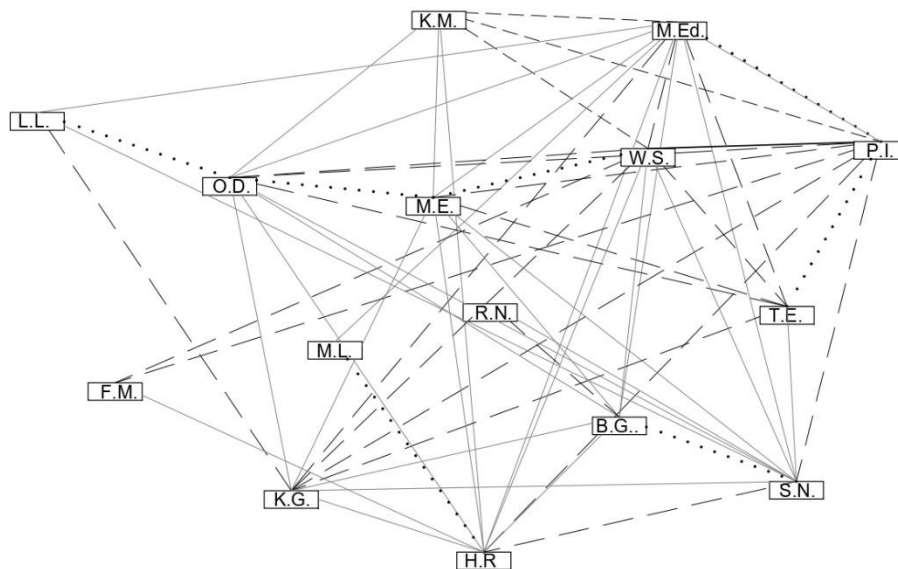 K.M.
M.Ed.
L.L.
W.S.
P.I.
O.D.
M.E.
R.N.
T.E.
M.L.
F.M.
B.G..
K.G.
S.N.
H.R